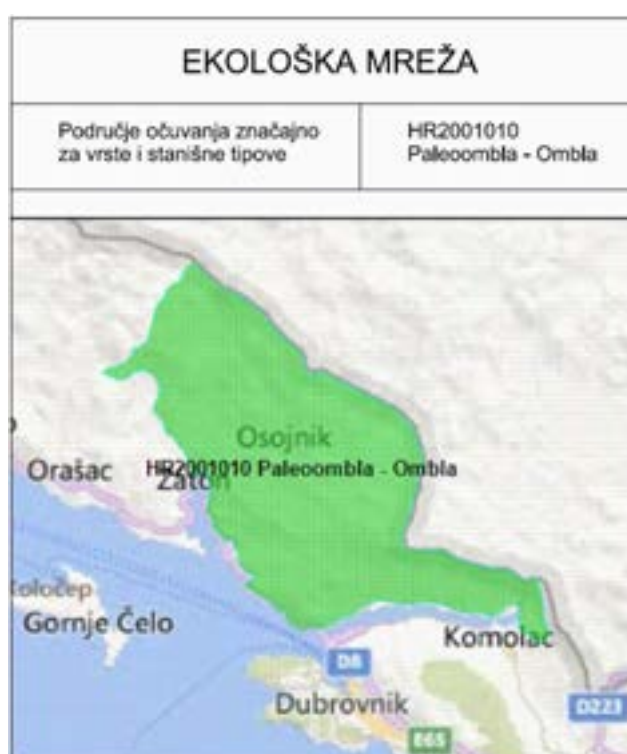 EKOLOŠKA MREŽA
Područje očuvanja značajno
za vrste i stanišne tipove
HR2001010
Paleoombla - Ombla
Osojnik
HR2001010 Paleoombla - Ombla
Orašac
Zaton
Koločep
Gornje Čelo
Komolac
D8
Dubrovnik
D223
E65